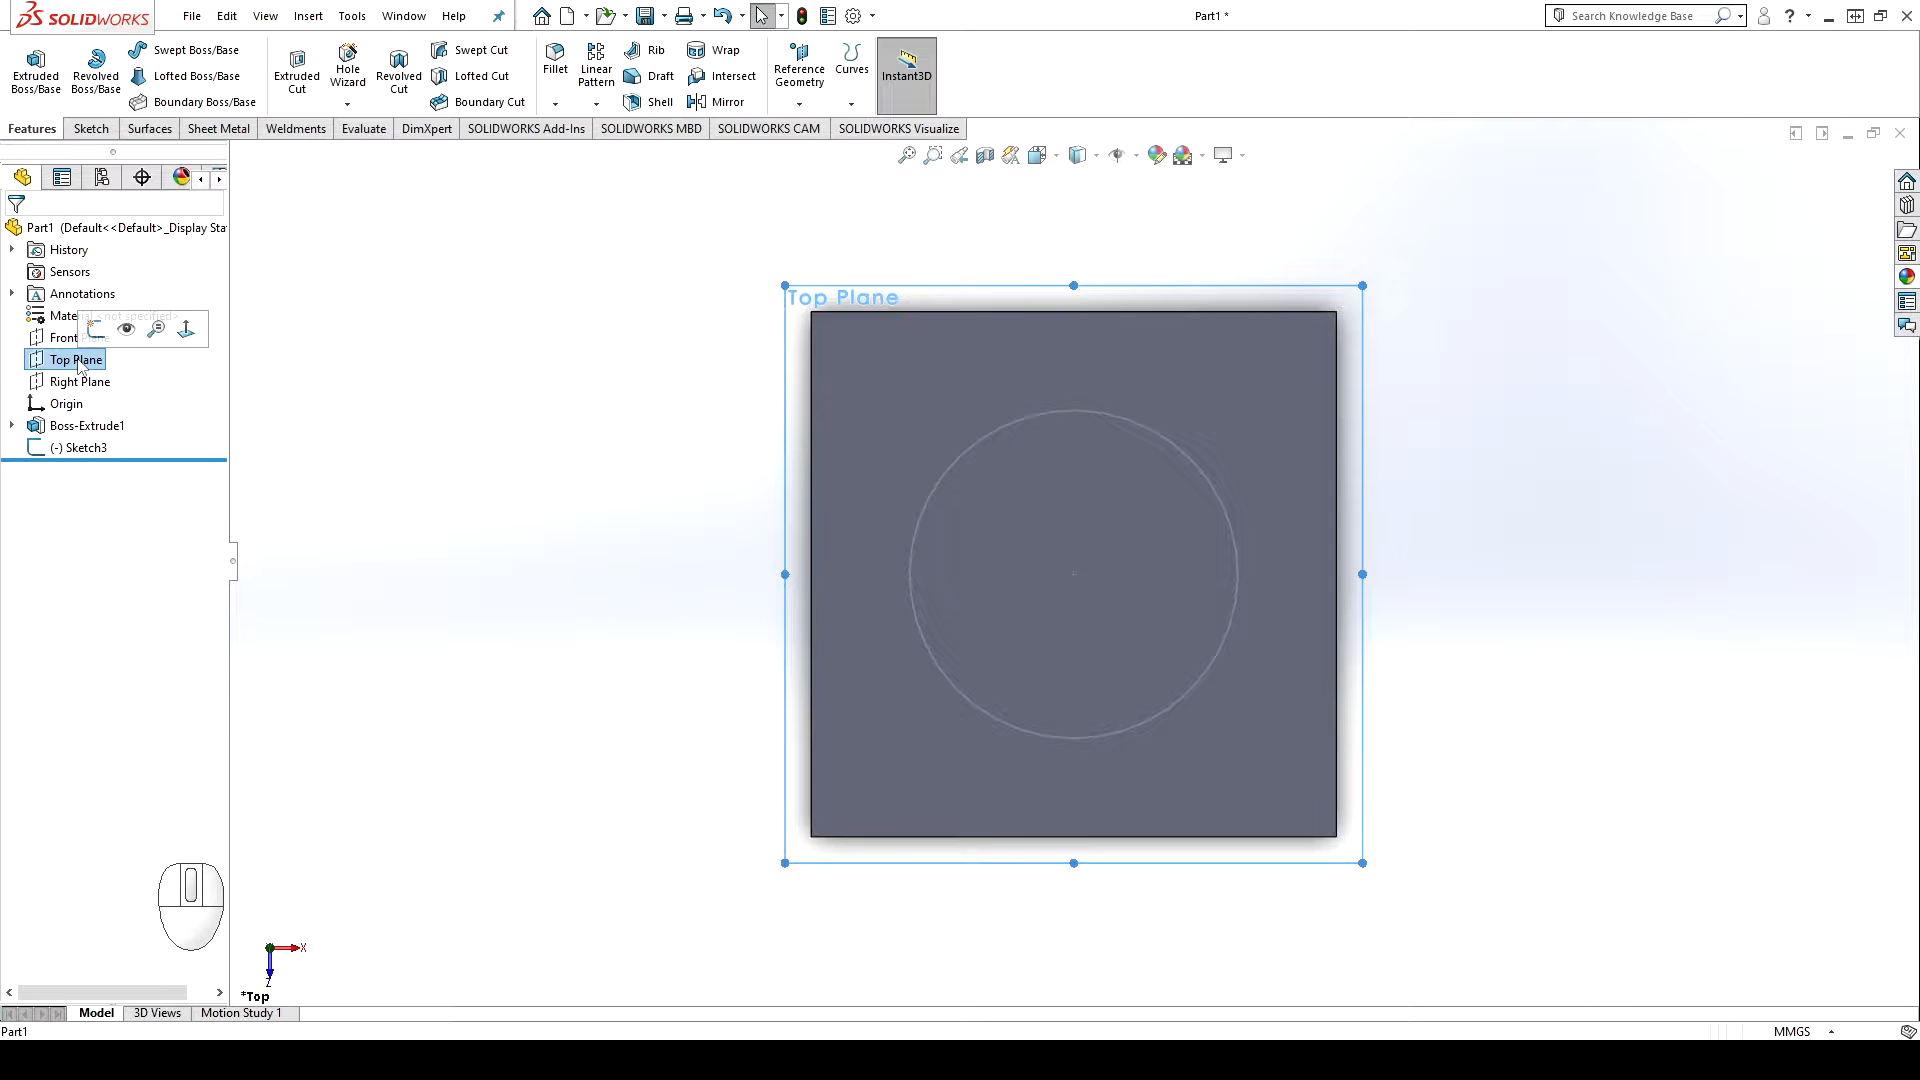 SOLIDWORKS
File Edit View Insert Tools Window Help
Part1 *
Search Knowledge Base
Extruded Boss/Base
Revolved Boss/Base
Swept Boss/Base
Lofted Boss/Base
Boundary Boss/Base
Extruded Cut
Hole Wizard
Revolved Cut
Swept Cut
Lofted Cut
Boundary Cut
Fillet
Linear Pattern
Rib
Draft
Shell
Wrap
Intersect
Mirror
Reference Geometry
Curves
Instant3D
Features Sketch Surfaces Sheet Metal Weldments Evaluate DimXpert SOLIDWORKS Add-Ins SOLIDWORKS MBD SOLIDWORKS CAM SOLIDWORKS Visualize
Part1 (Default<<Default>_Display Sta
History
Sensors
Annotations
Material <not specified>
Front Plane
Top Plane
Right Plane
Origin
Boss-Extrude1
(-) Sketch3
Top Plane
X
Z
*Top
Model 3D Views Motion Study 1
Part1
MMGS